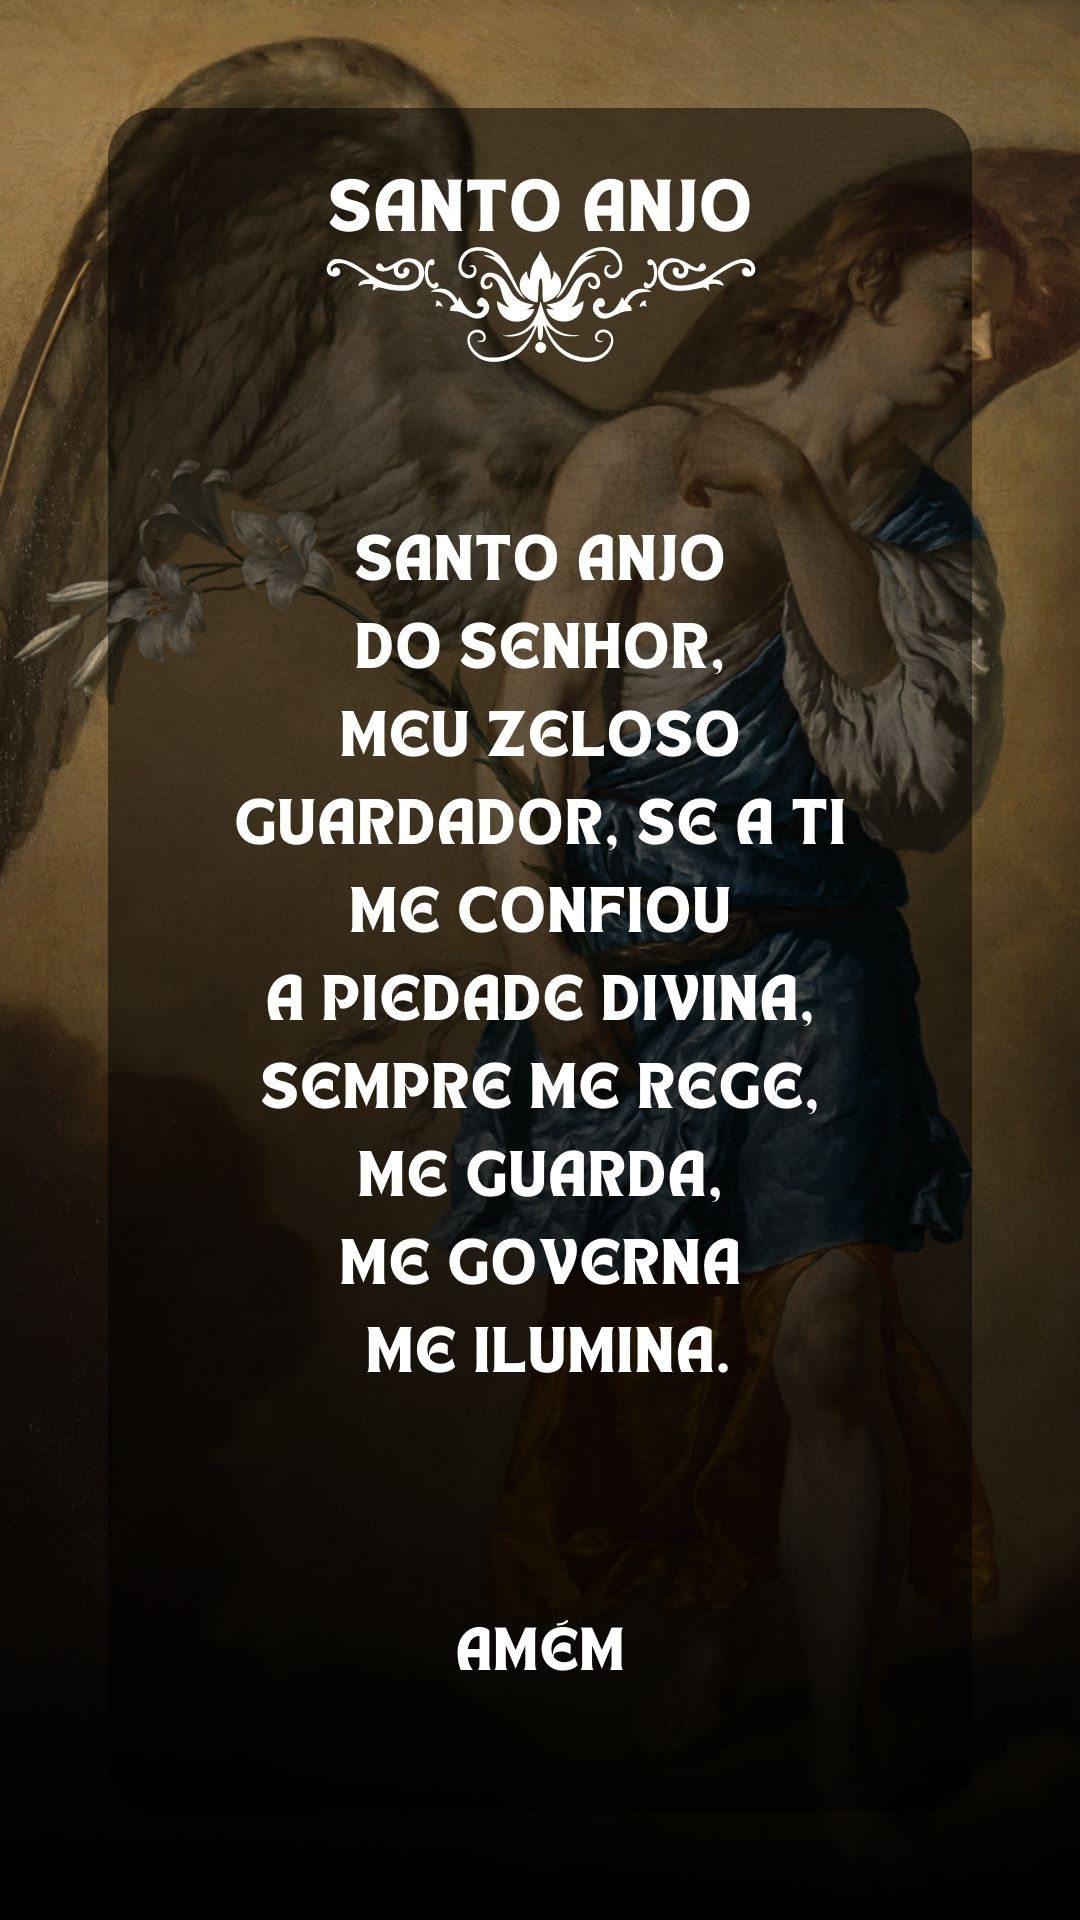 SANTO ANJO
SANTO ANJO
DO SENHOR,
MEU ZELOSO
GUARDADOR, SE A TI
ME CONFIOU
A PIEDADE DIVINA,
SEMPRE ME REGE,
ME GUARDA,
ME GOVERNA
ME ILUMINA.
AMÉM